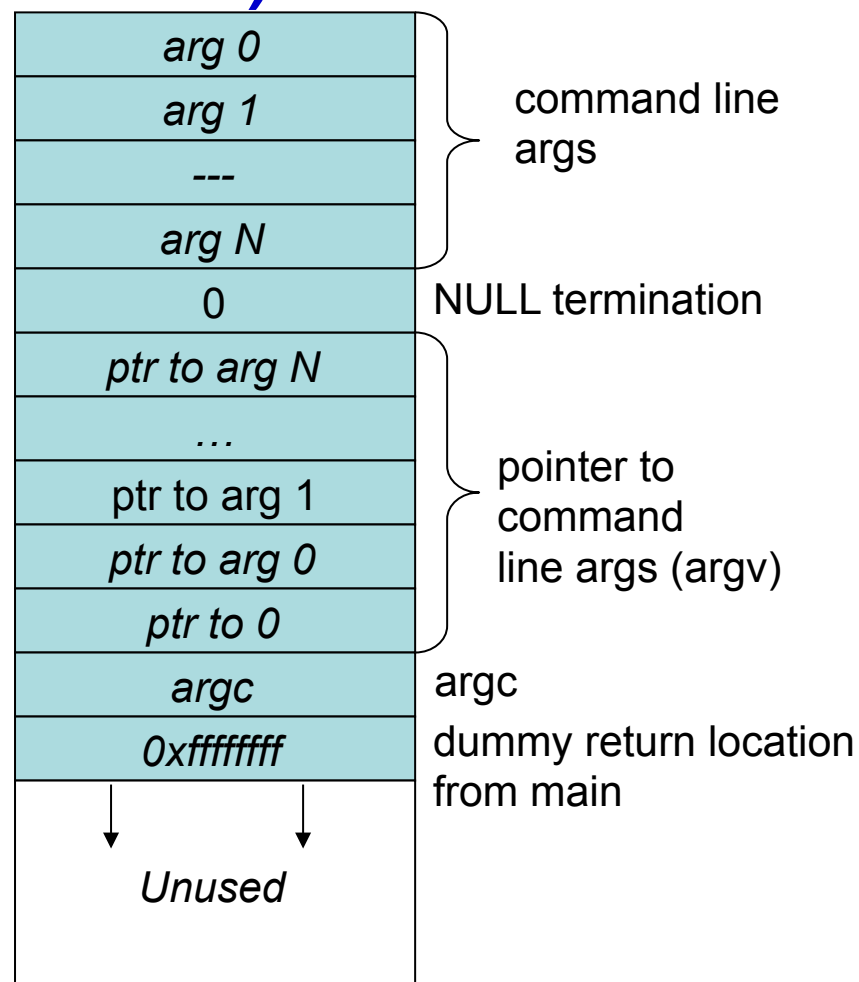 arg 0
arg 1
---
arg N
command line
args
0
NULL termination
ptr to arg N
…
ptr to arg 1
ptr to arg 0
ptr to 0
pointer to
command
line args (argv)
argc
argc
0xffffffff
dummy return location
from main
Unused